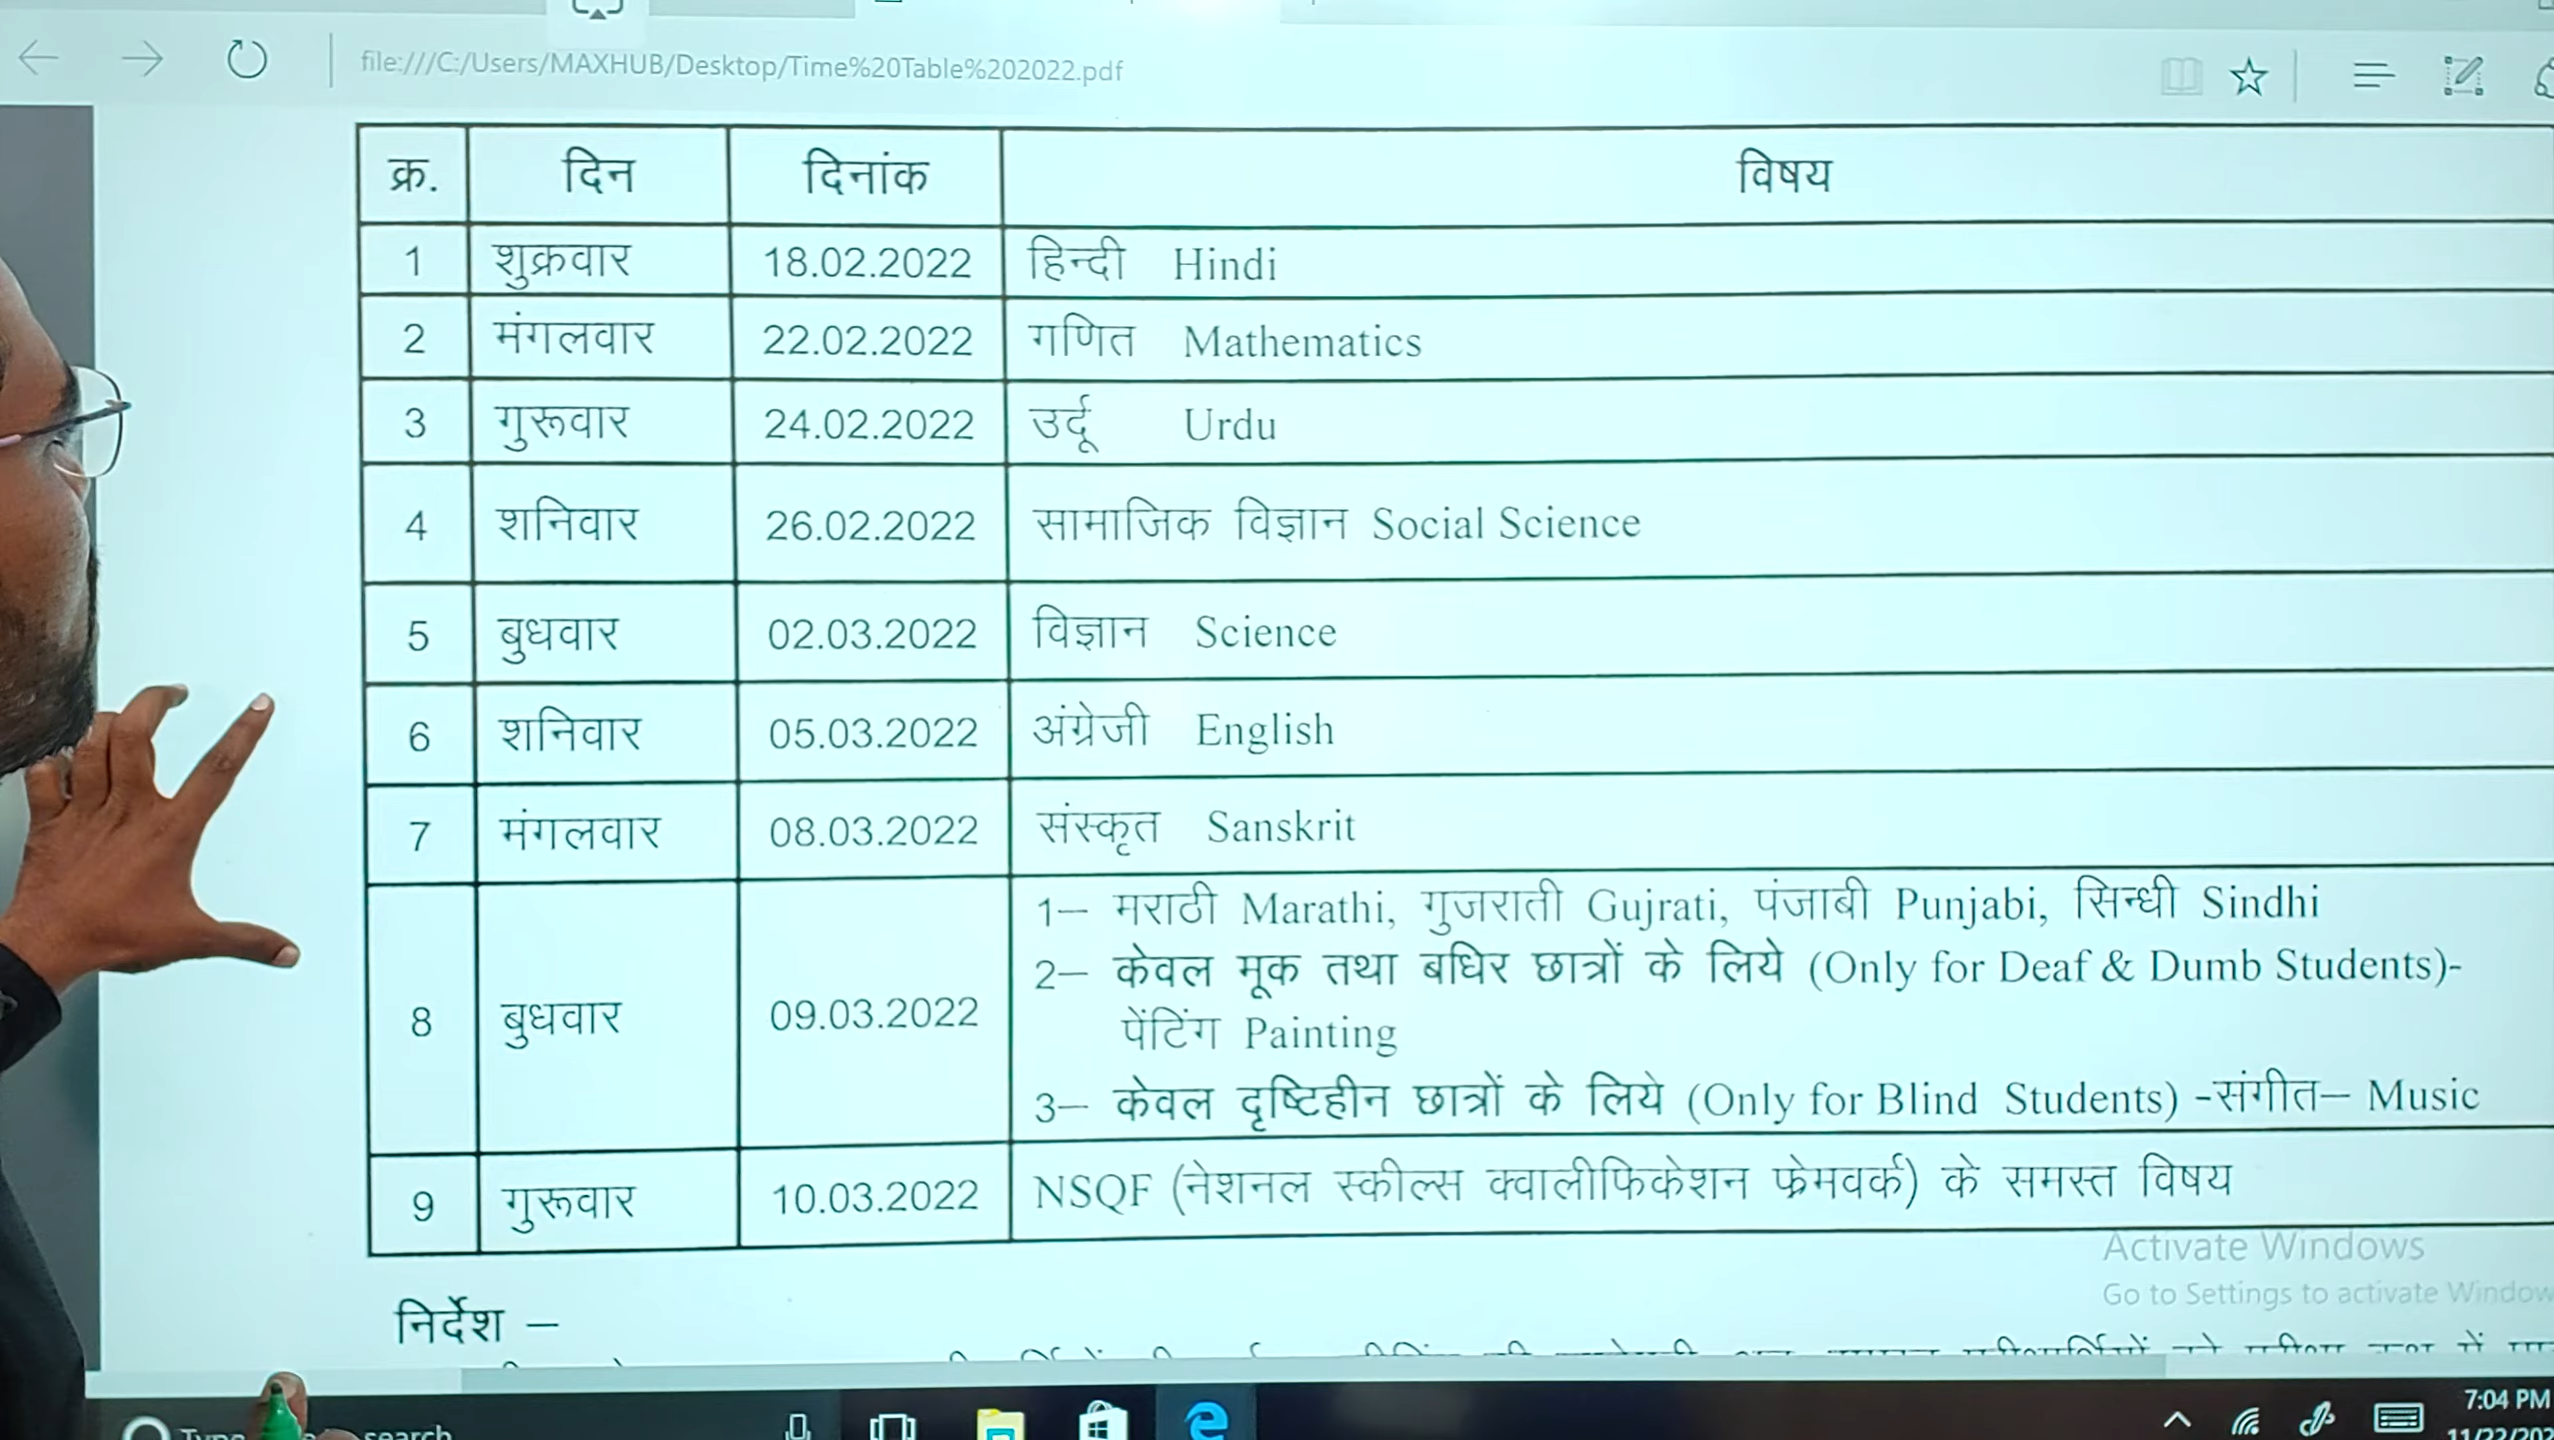 file:///C:/Users/MAXHUB/Desktop/Time%20Table%202022.pdf
क्र. दिन दिनांक विषय
1 शुक्रवार 18.02.2022 हिन्दी Hindi
2 मंगलवार 22.02.2022 गणित Mathematics
3 गुरूवार 24.02.2022 उर्दू Urdu
4 शनिवार 26.02.2022 सामाजिक विज्ञान Social Science
5 बुधवार 02.03.2022 विज्ञान Science
6 शनिवार 05.03.2022 अंग्रेजी English
7 मंगलवार 08.03.2022 संस्कृत Sanskrit
8 बुधवार 09.03.2022 1– मराठी Marathi, गुजराती Gujrati, पंजाबी Punjabi, सिन्धी Sindhi
2– केवल मूक तथा बधिर छात्रों के लिये (Only for Deaf & Dumb Students)-
पेंटिंग Painting
3– केवल दृष्टिहीन छात्रों के लिये (Only for Blind Students) -संगीत– Music
9 गुरूवार 10.03.2022 NSQF (नेशनल स्कील्स क्वालीफिकेशन फ्रेमवर्क) के समस्त विषय
Activate Windows
Go to Settings to activate
निर्देश –
search
7:04 PM